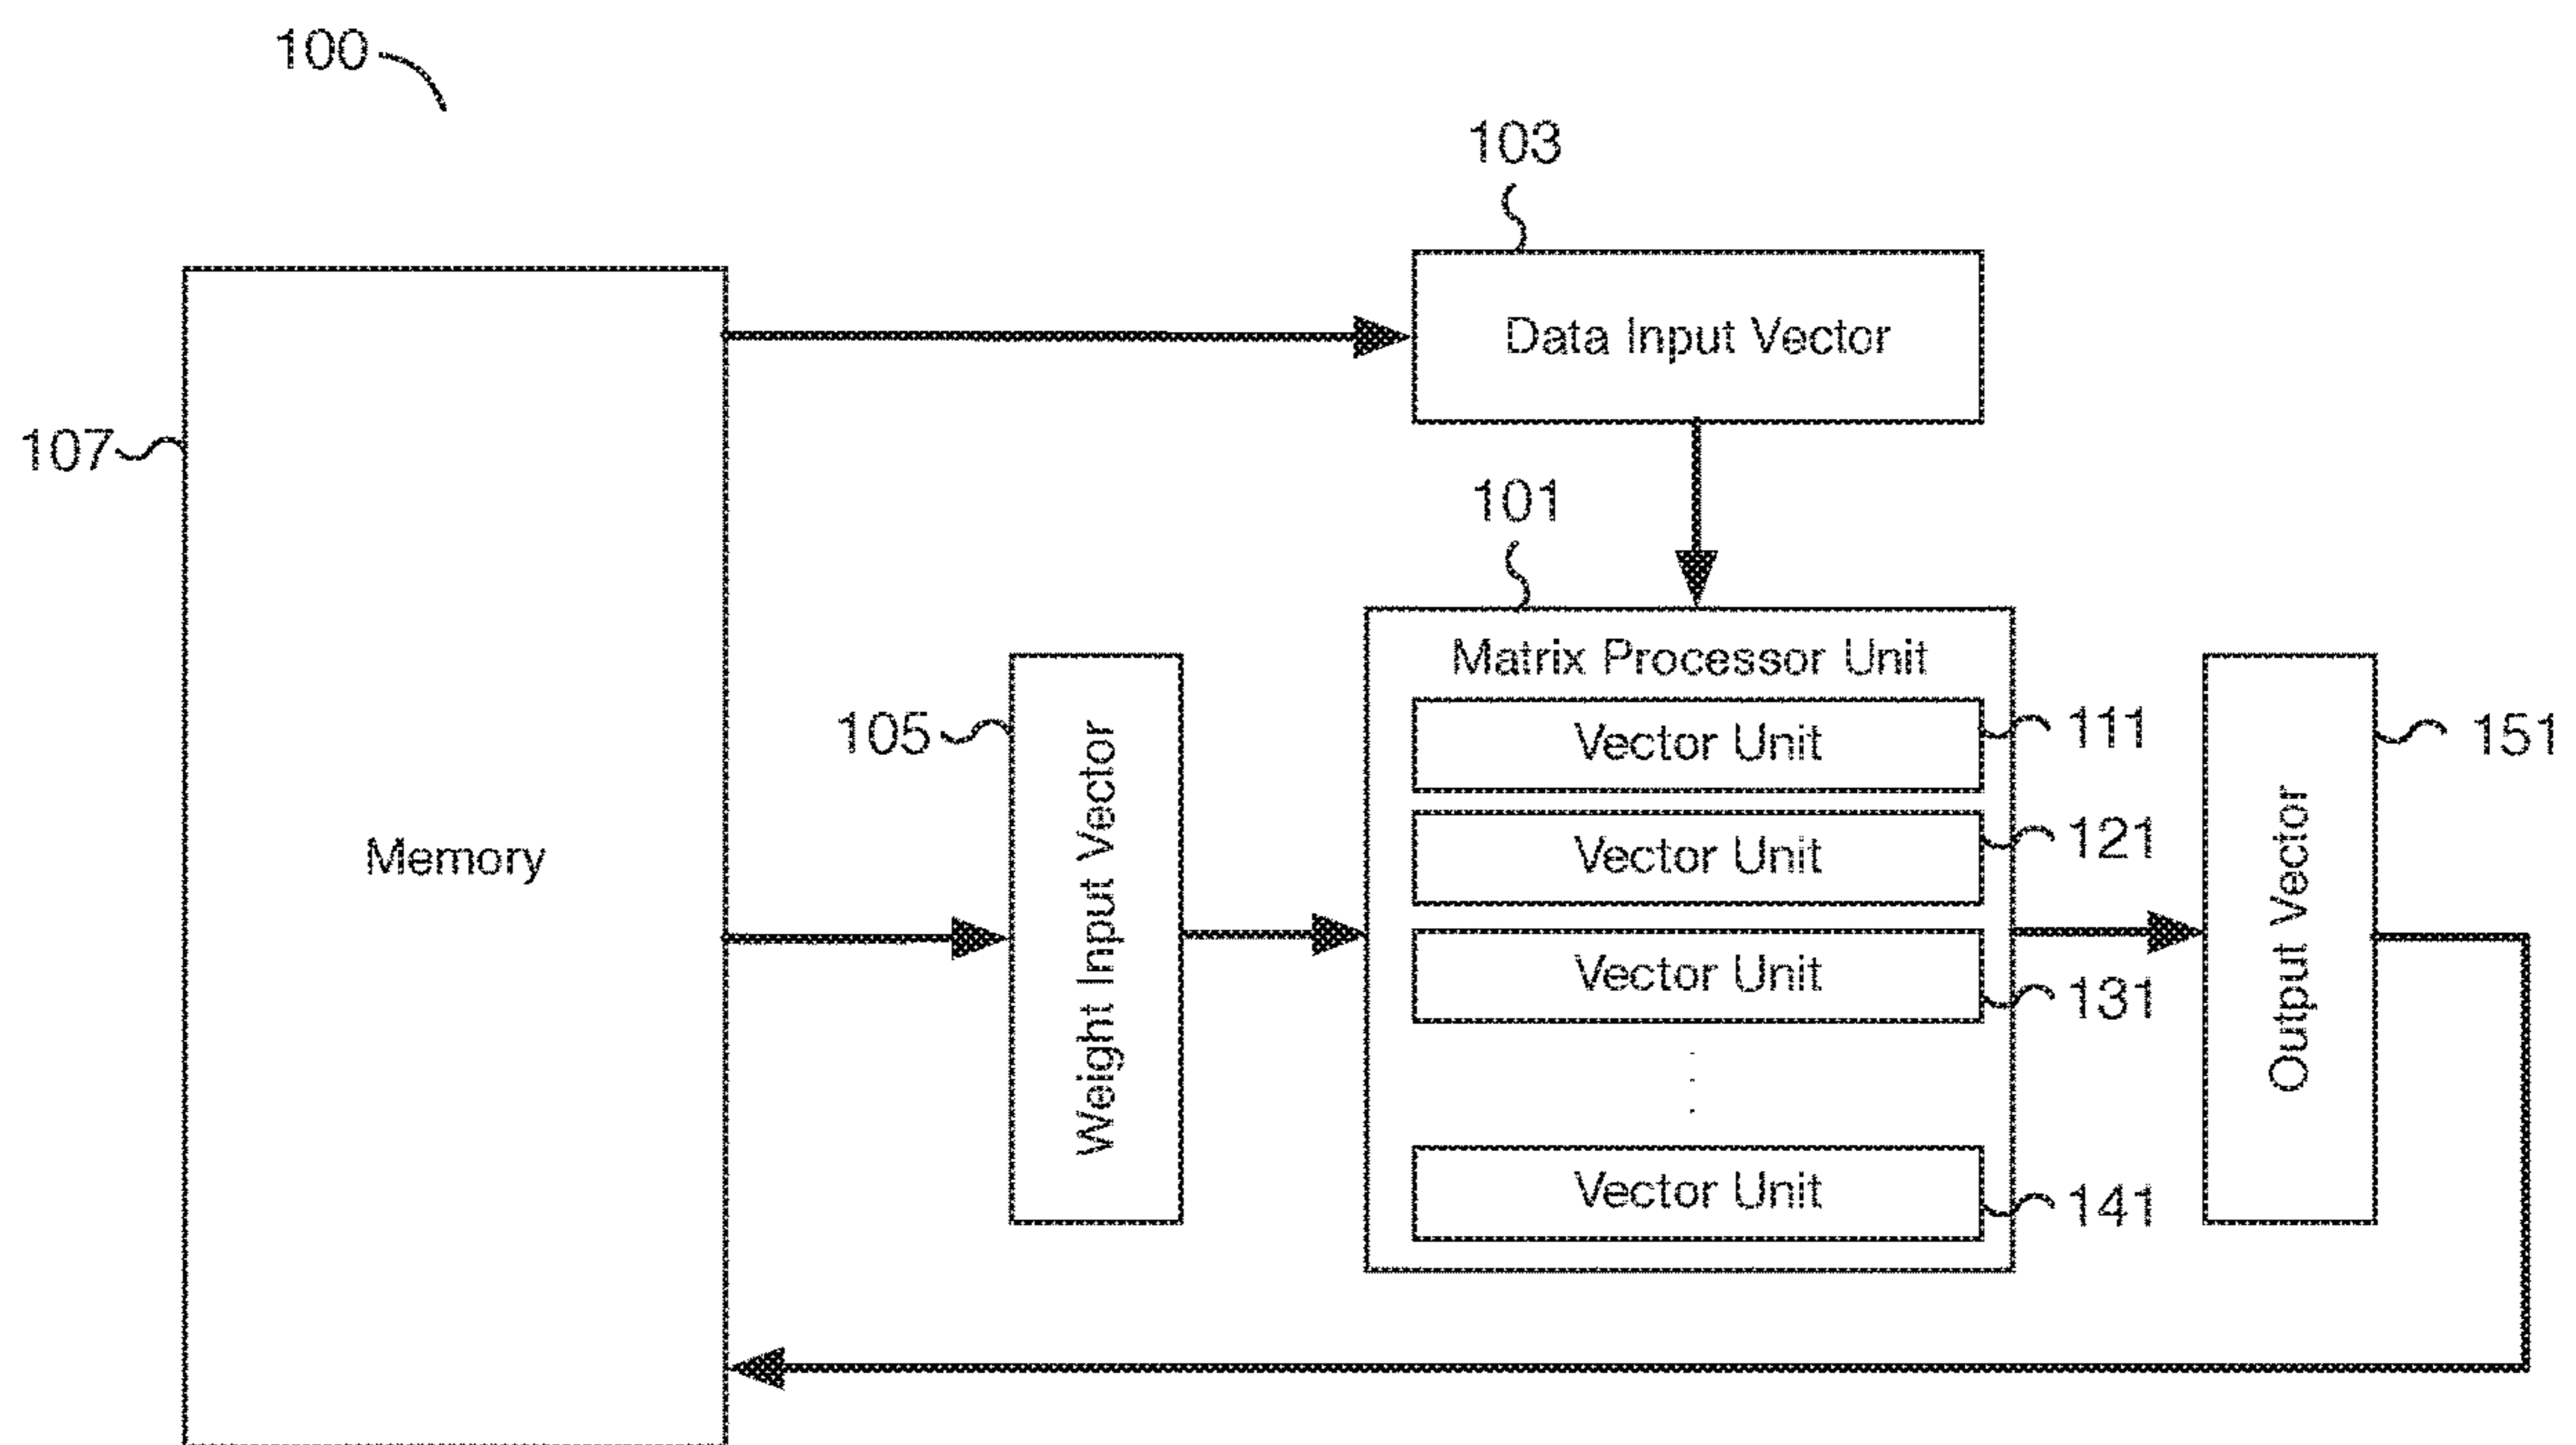 100
103
Data Input Vector
107
101
Matrix Processor Unit
105
Weight Input Vector
Vector Unit
111
151
Vector Unit
121
Memory
Output Vector
Vector Unit
131
Vector Unit
141